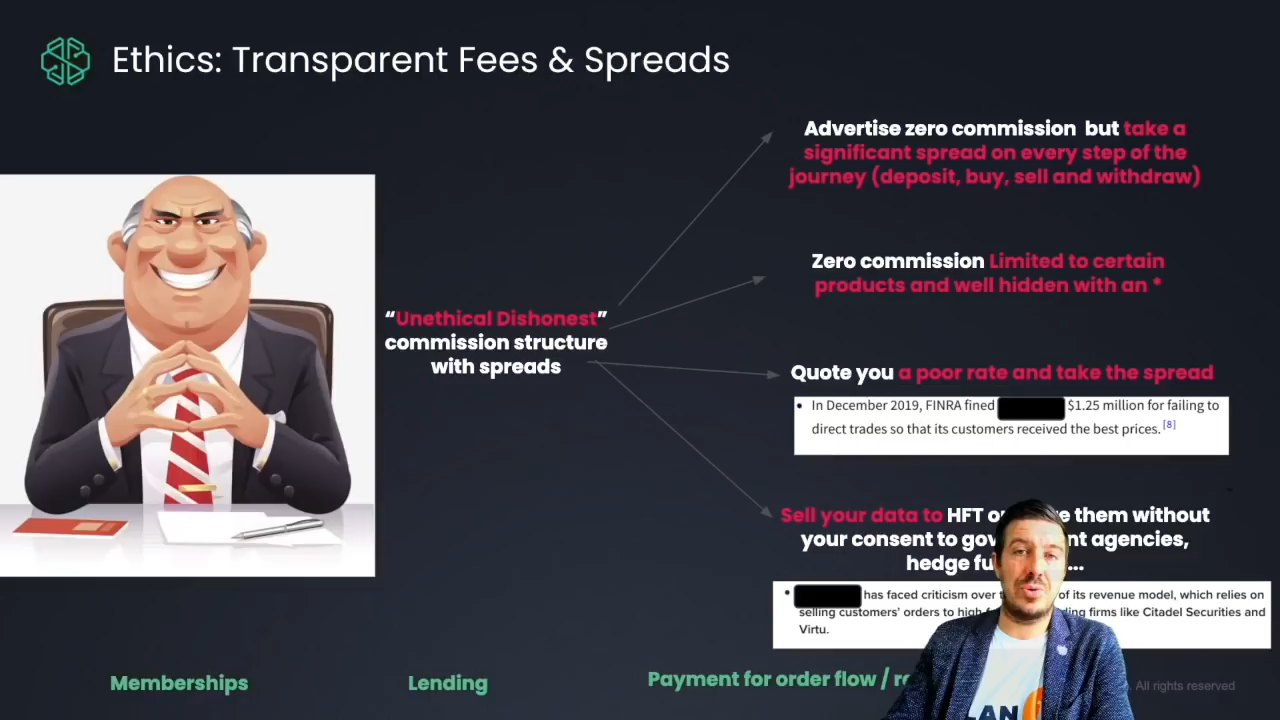 Ethics: Transparent Fees & Spreads
Advertise zero commission but take a
significant spread on every step of the
journey (deposit, buy, sell and withdraw)
Zero commission Limited to certain
products and well hidden with an *
"Unethical Dishonest"
commission structure
with spreads
Quote you a poor rate and take the spread
• In December 2019, FINRA fined $1.25 million for failing to
direct trades so that its customers received the best prices.[8]
Sell your data to HFT them without
your consent to agencies,
hedge ...
• has faced criticism over of its revenue model, which relies on
selling customers' orders to firms like Citadel Securities and
Virtu.
Memberships
Lending
Payment for order flow /
All rights reserved